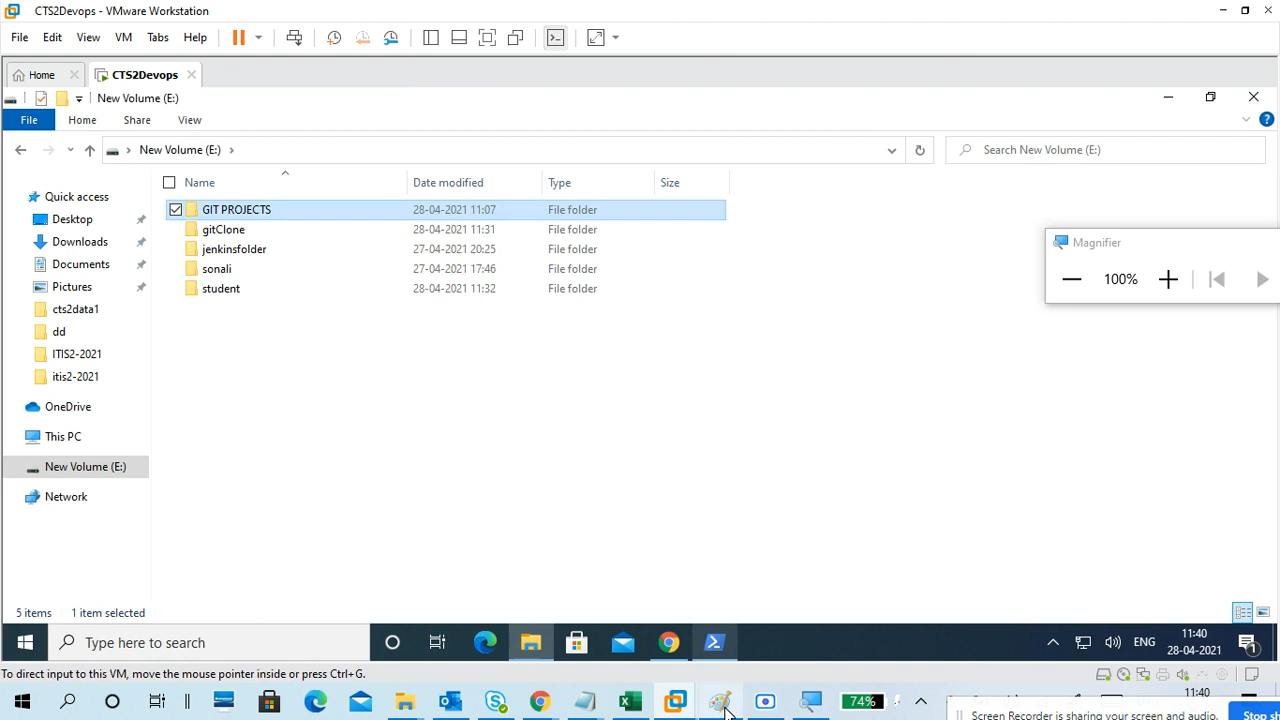 CTS2Devops - VMware Workstation
File Edit View VM Tabs Help
Home CTS2Devops
New Volume (E:)
File Home Share View
New Volume (E:) Search New Volume (E:)
Name Date modified Type Size
GIT PROJECTS 28-04-2021 11:07 File folder
gitClone 28-04-2021 11:31 File folder
jenkinsfolder 27-04-2021 20:25 File folder
sonali 27-04-2021 17:46 File folder
student 28-04-2021 11:32 File folder
Quick access
Desktop
Downloads
Documents
Pictures
cts2data1
dd
ITIS2-2021
itis2-2021
OneDrive
This PC
New Volume (E:)
Network
Magnifier
100%
5 items 1 item selected
Type here to search
ENG
11:40
28-04-2021
1
To direct input to this VM, move the mouse pointer inside or press Ctrl+G.
74%
11:40
Screen Recorder is sharing your screen and audio.
Stop